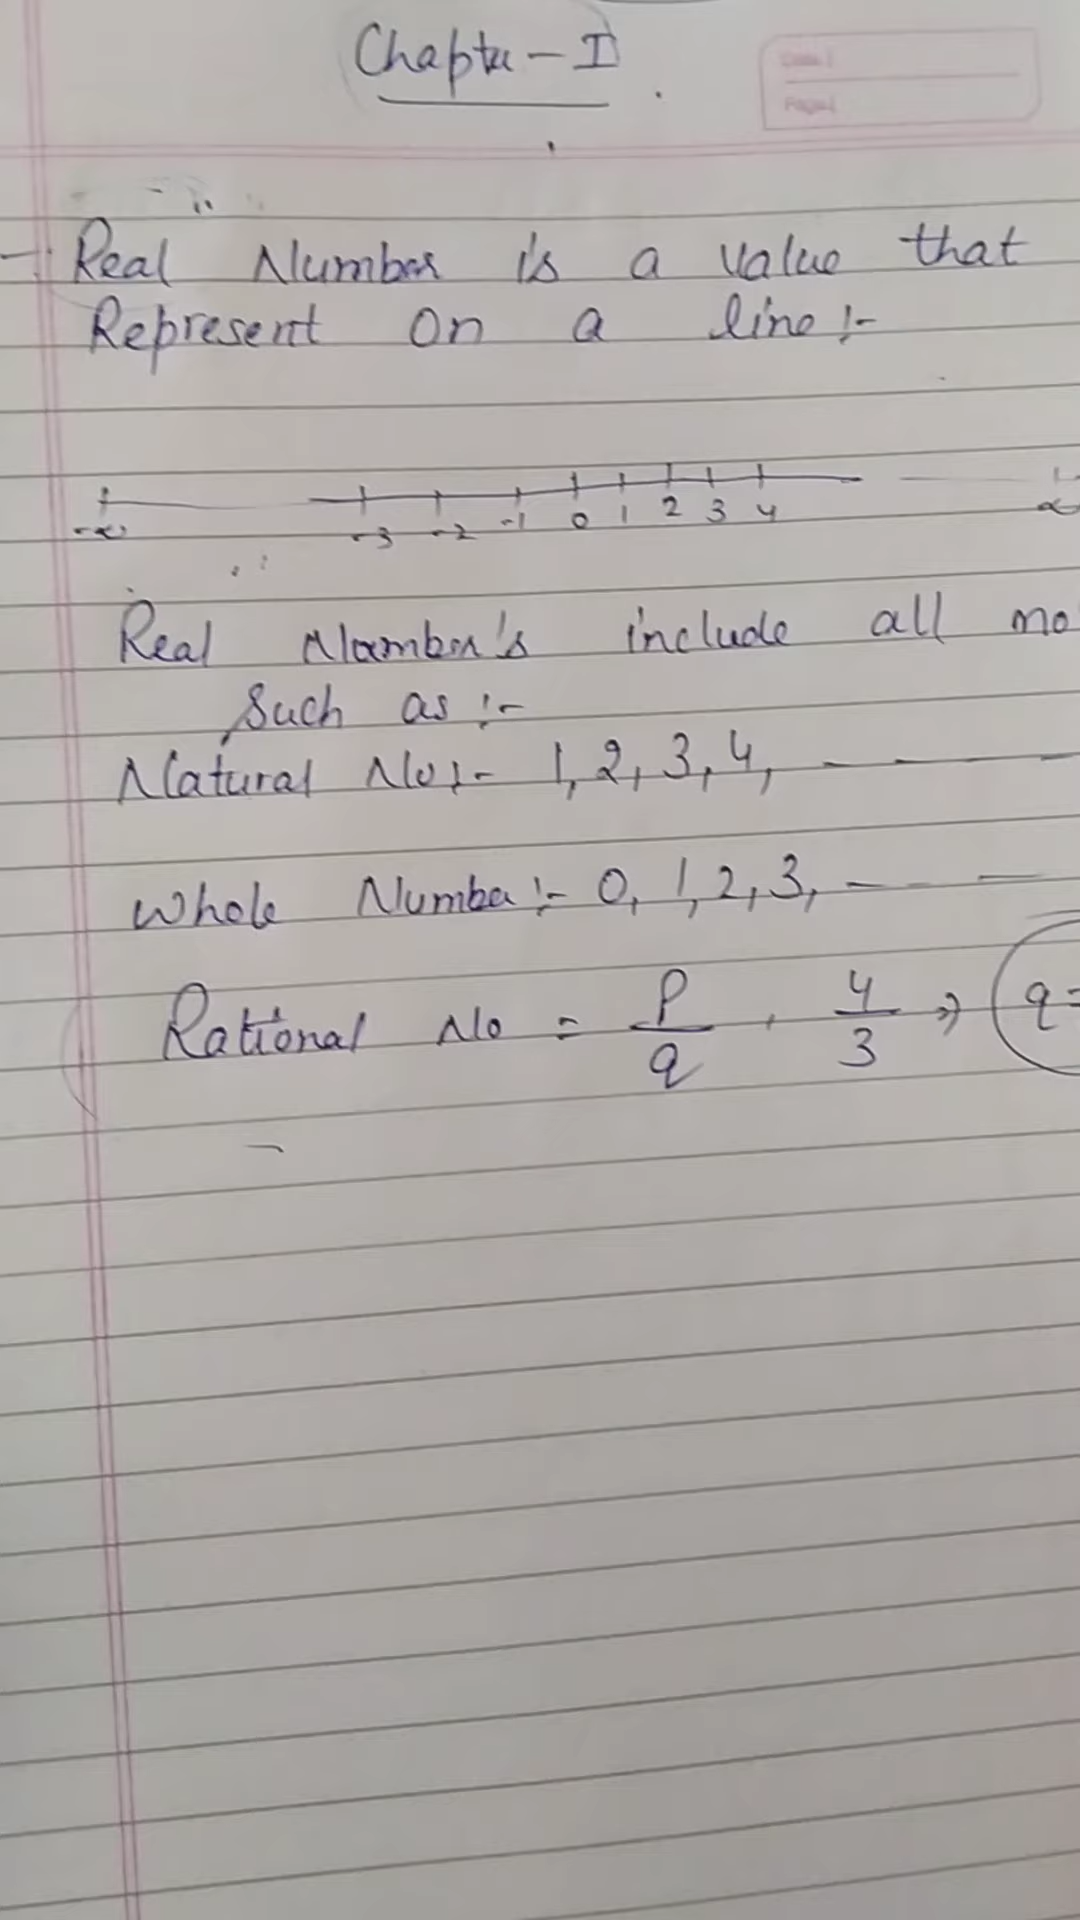 Chapter - I
Date
Page
Real Number is a value that
Represent on a line :-
-∞ -3 -2 -1 0 1 2 3 4 ∞
Real Number's include all no
Such as :-
Natural No :- 1, 2, 3, 4, - - -
Whole Number :- 0, 1, 2, 3, - - -
Rational No = p/q , 4/3 ⇒ (q =